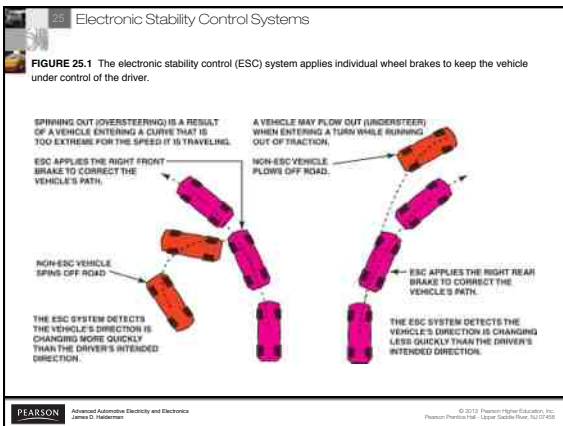 25 Electronic Stability Control Systems
FIGURE 25.1 The electronic stability control (ESC) system applies individual wheel brakes to keep the vehicle
under control of the driver.
SPINNING OUT (OVERSTEERING) IS A RESULT
OF A VEHICLE ENTERING A CURVE THAT IS
TOO EXTREME FOR THE SPEED IT IS TRAVELING.
ESC APPLIES THE RIGHT FRONT
BRAKE TO CORRECT THE
VEHICLE'S PATH.
NON-ESC VEHICLE
SPINS OFF ROAD
THE ESC SYSTEM DETECTS
THE VEHICLE'S DIRECTION IS
CHANGING MORE QUICKLY
THAN THE DRIVER'S INTENDED
DIRECTION.
A VEHICLE MAY PLOW OUT (UNDERSTEER)
WHEN ENTERING A TURN WHILE RUNNING
OUT OF TRACTION.
NON-ESC VEHICLE
PLOWS OFF ROAD.
ESC APPLIES THE RIGHT REAR
BRAKE TO CORRECT THE
VEHICLE'S PATH.
THE ESC SYSTEM DETECTS THE
VEHICLE'S DIRECTION IS CHANGING
LESS QUICKLY THAN THE DRIVER'S
INTENDED DIRECTION.
PEARSON
Advanced Automotive Electricity and Electronics
James D. Halderman
© 2013 Pearson Higher Education, Inc.
Pearson Prentice Hall - Upper Saddle River, NJ 07458